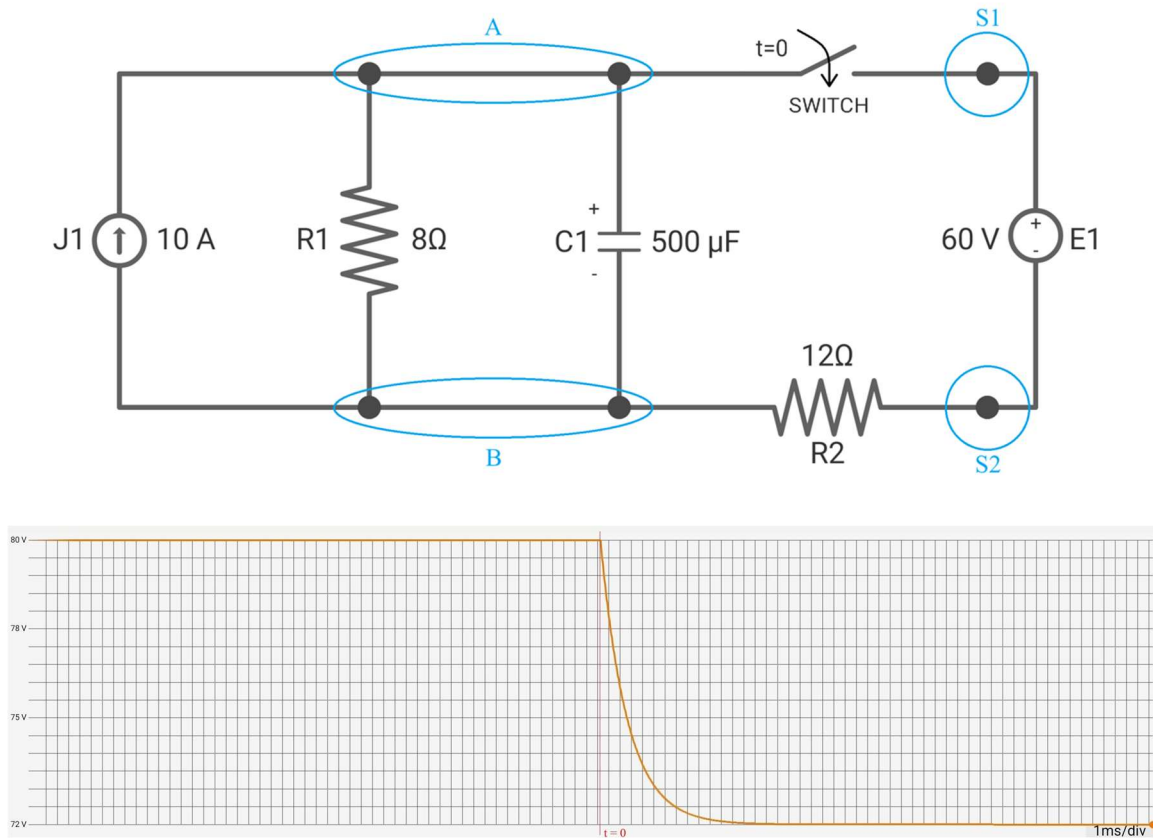 A
S1
t=0
SWITCH
+
J1
10 A
R1
8Ω
C1
500 µF
60 V
+
-
E1
-
12Ω
R2
B
S2
80 V
78 V
75 V
72 V
t = 0
1ms/div